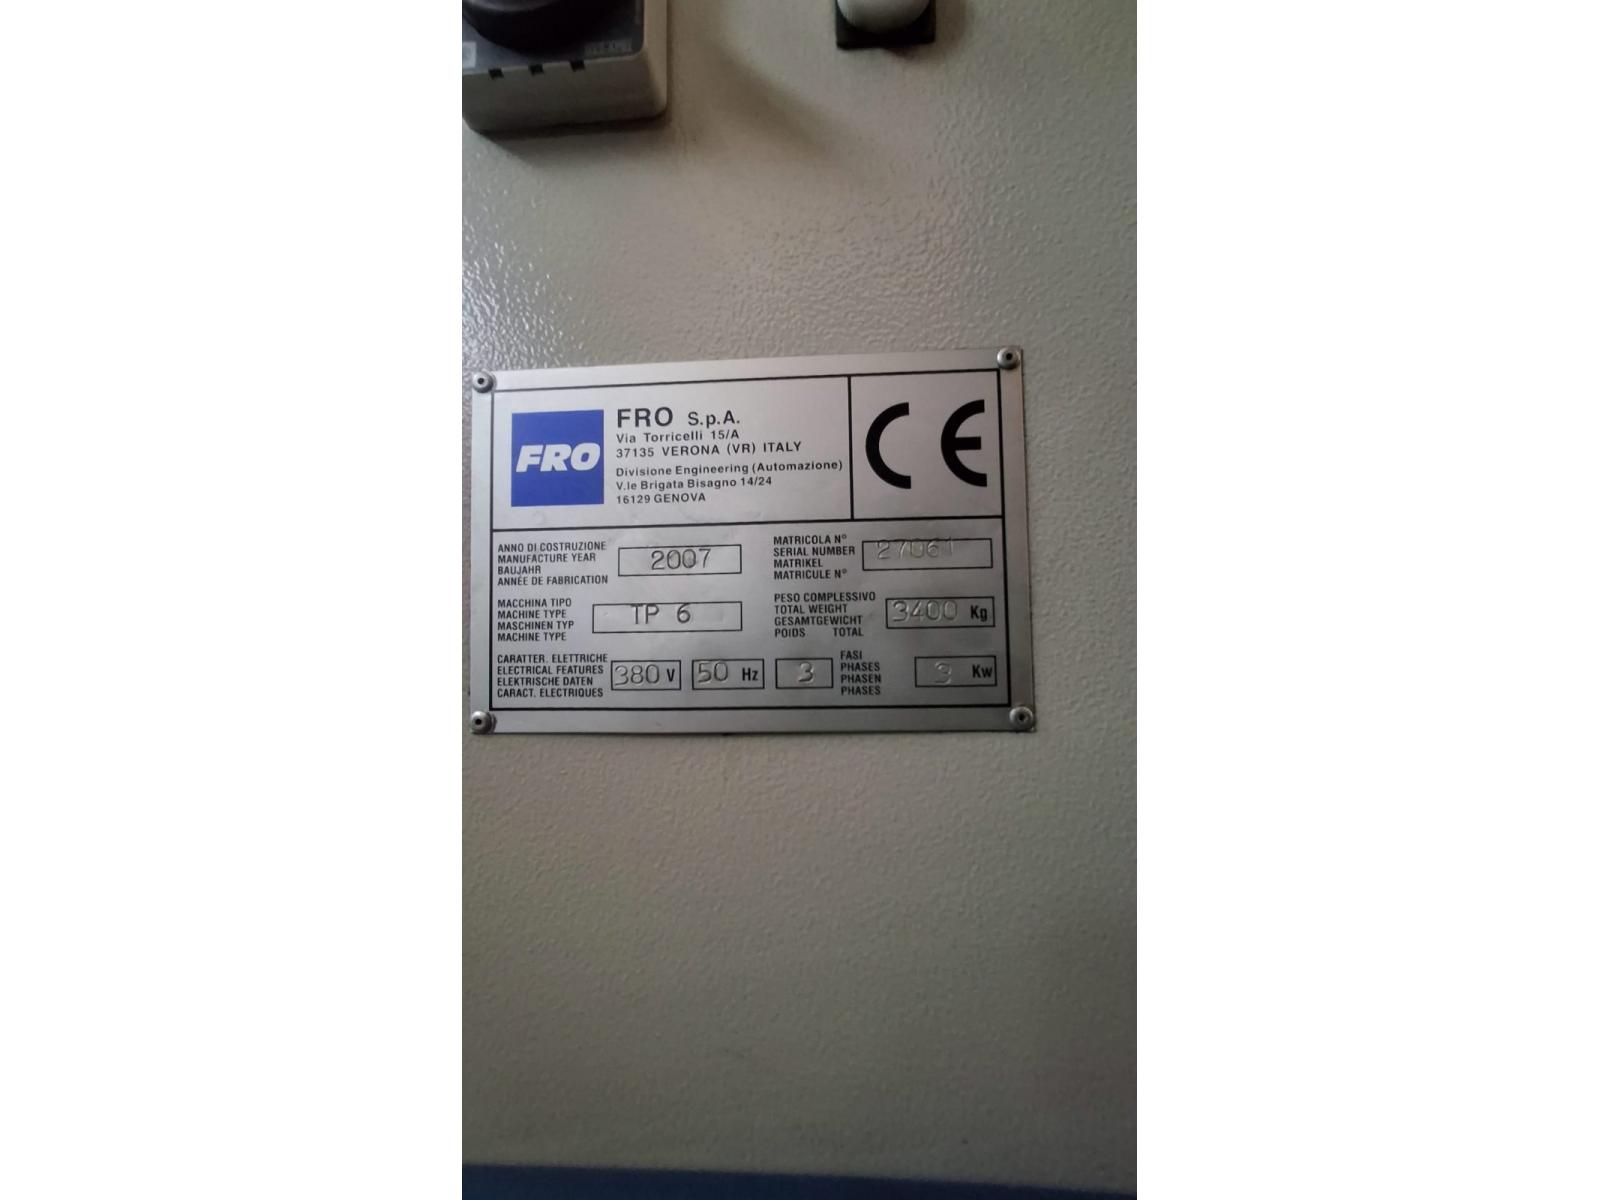 FRO
FRO S.p.A.
Via Torricelli 15/A
37135 VERONA (VR) ITALY
Divisione Engineering (Automazione)
V.le Brigata Bisagno 14/24
16129 GENOVA
CE
ANNO DI COSTRUZIONE
MANUFACTURE YEAR
BAUJAHR
ANNÉE DE FABRICATION
2007
MATRICOLA N°
SERIAL NUMBER
MATRIKEL
MATRICULE N°
27061
MACCHINA TIPO
MACHINE TYPE
MASCHINEN TYP
MACHINE TYPE
TP 6
PESO COMPLESSIVO
TOTAL WEIGHT
GESAMTGEWICHT
POIDS TOTAL
3400 Kg
CARATTER. ELETTRICHE
ELECTRICAL FEATURES
ELEKTRISCHE DATEN
CARACT. ELECTRIQUES
380 V
50 Hz
3
FASI
PHASES
PHASEN
PHASES
3 Kw